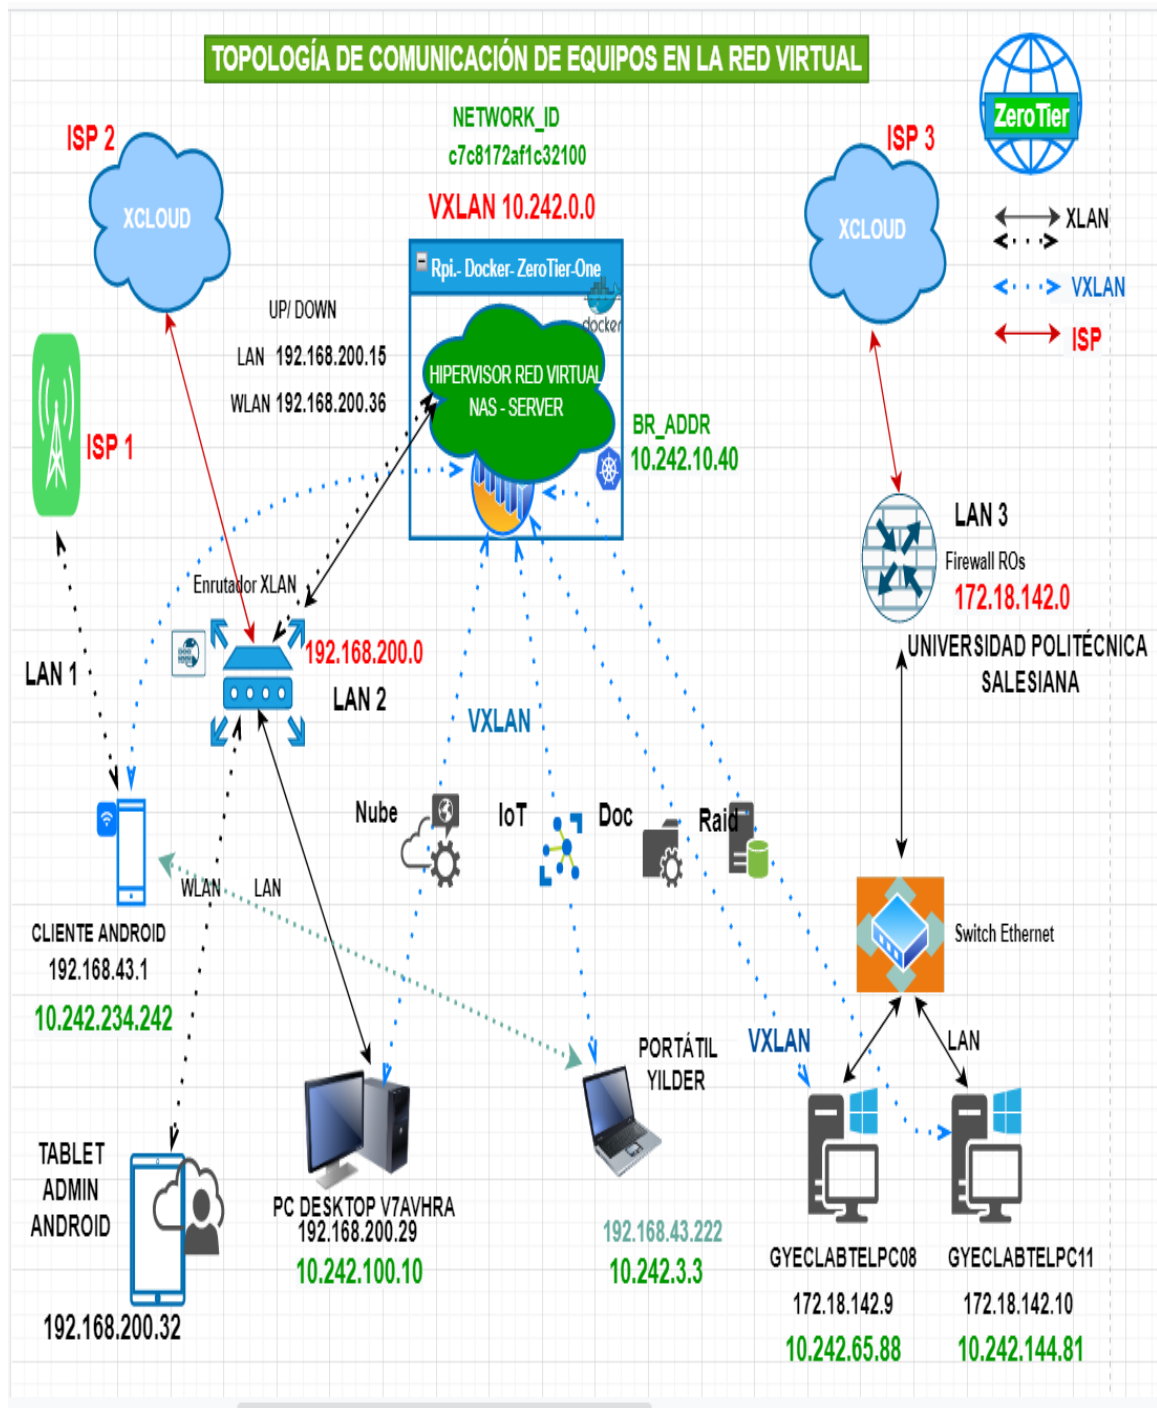 TOPOLOGÍA DE COMUNICACIÓN DE EQUIPOS EN LA RED VIRTUAL
ZeroTier
NETWORK_ID
c7c8172af1c32100
VXLAN 10.242.0.0
ISP 2
XCLOUD
ISP 3
XCLOUD
XLAN
VXLAN
ISP
Rpi.- Docker- ZeroTier-One
docker
HIPERVISOR RED VIRTUAL
NAS - SERVER
UP/ DOWN
LAN 192.168.200.15
WLAN 192.168.200.36
BR_ADDR
10.242.10.40
ISP 1
LAN 3
Firewall ROs
172.18.142.0
UNIVERSIDAD POLITÉCNICA
SALESIANA
Enrutador XLAN
192.168.200.0
LAN 2
LAN 1
VXLAN
Nube
IoT
Doc
Raid
WLAN
LAN
CLIENTE ANDROID
192.168.43.1
10.242.234.242
Switch Ethernet
LAN
VXLAN
PORTÁTIL
YILDER
TABLET
ADMIN
ANDROID
192.168.200.32
PC DESKTOP V7AVHRA
192.168.200.29
10.242.100.10
192.168.43.222
10.242.3.3
GYECLABTELPC08
172.18.142.9
10.242.65.88
GYECLABTELPC11
172.18.142.10
10.242.144.81